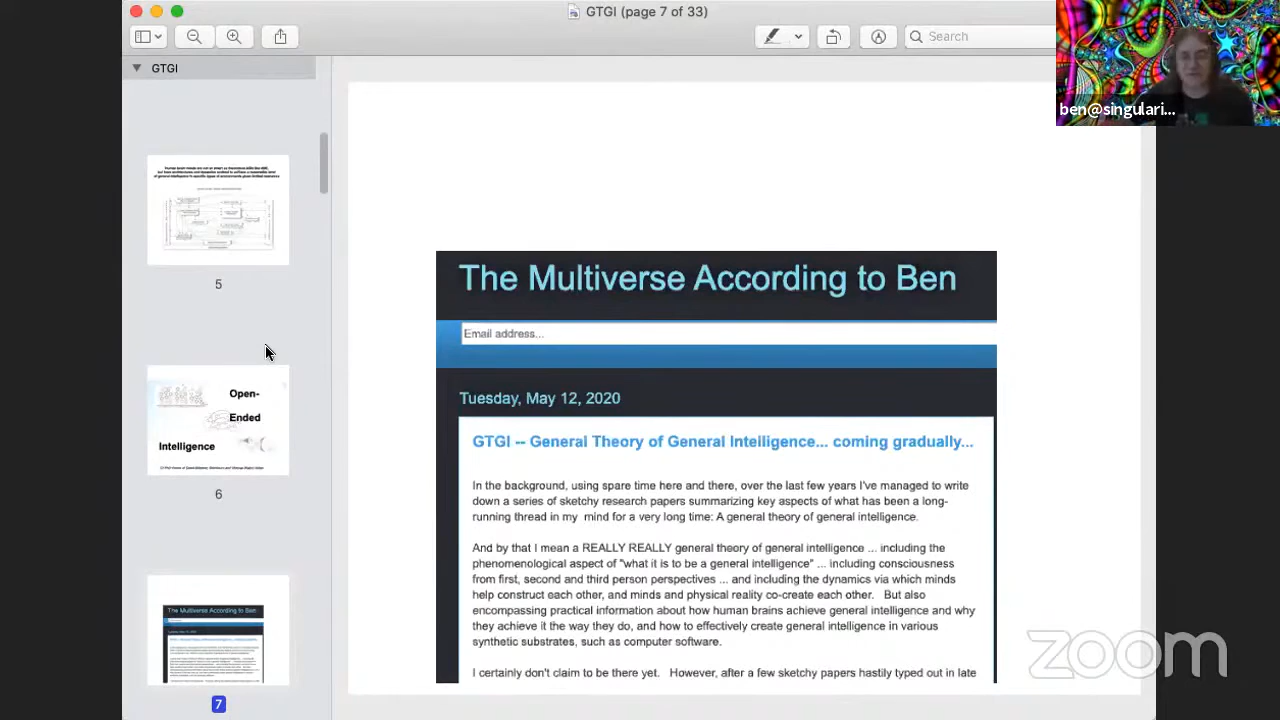 GTGI (page 7 of 33)
Search
GTGI
ben@singulari...
5
Open-
Ended
Intelligence
6
The Multiverse According to Ben
7
The Multiverse According to Ben
Email address...
Tuesday, May 12, 2020
GTGI -- General Theory of General Intelligence... coming gradually...
In the background, using spare time here and there, over the last few years I've managed to write
down a series of sketchy research papers summarizing key aspects of what has been a long-
running thread in my mind for a very long time: A general theory of general intelligence.
And by that I mean a REALLY REALLY general theory of general intelligence ... including the
phenomenological aspect of "what it is to be a general intelligence" ... including consciousness
from first, second and third person perspectives ... and including the dynamics via which minds
help construct each other, and minds and physical reality co-create each other. But also
encompassing practical information about how human brains achieve general intelligence and why
they achieve it the way they do, and how to effectively create general intelligence in various
synthetic substrates, such as software.
certainly don't claim to be there yet. However, after a few sketchy papers hastily typed out in late
zoom